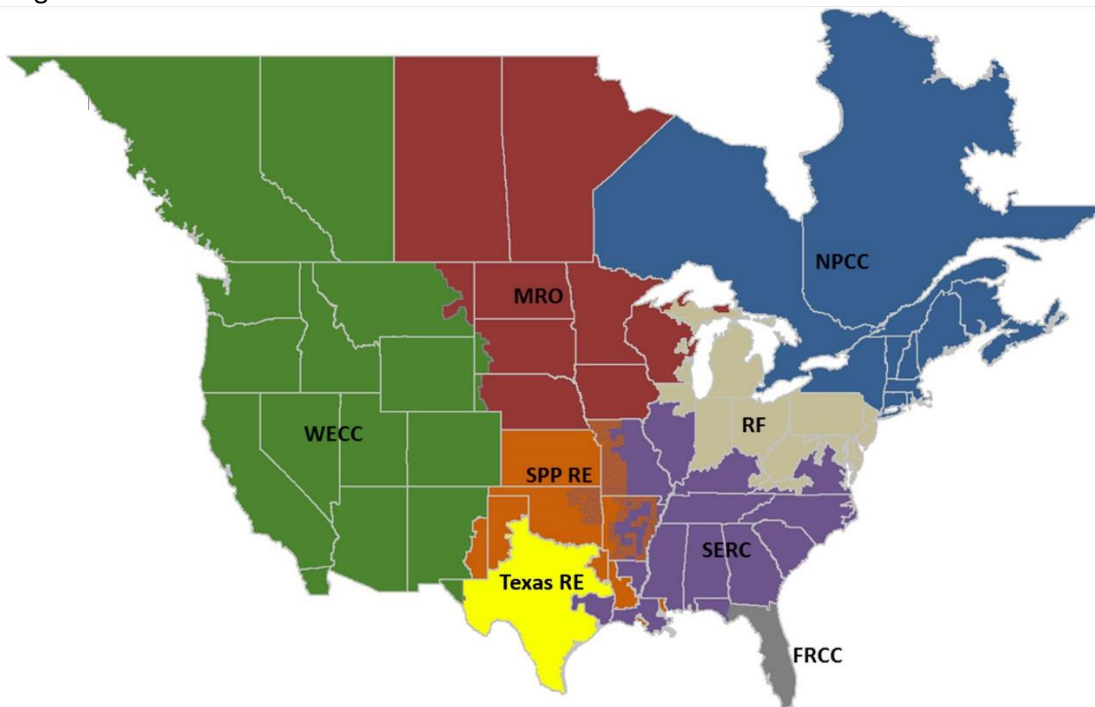 NPCC
MRO
RF
WECC
SPP RE
SERC
Texas RE
FRCC